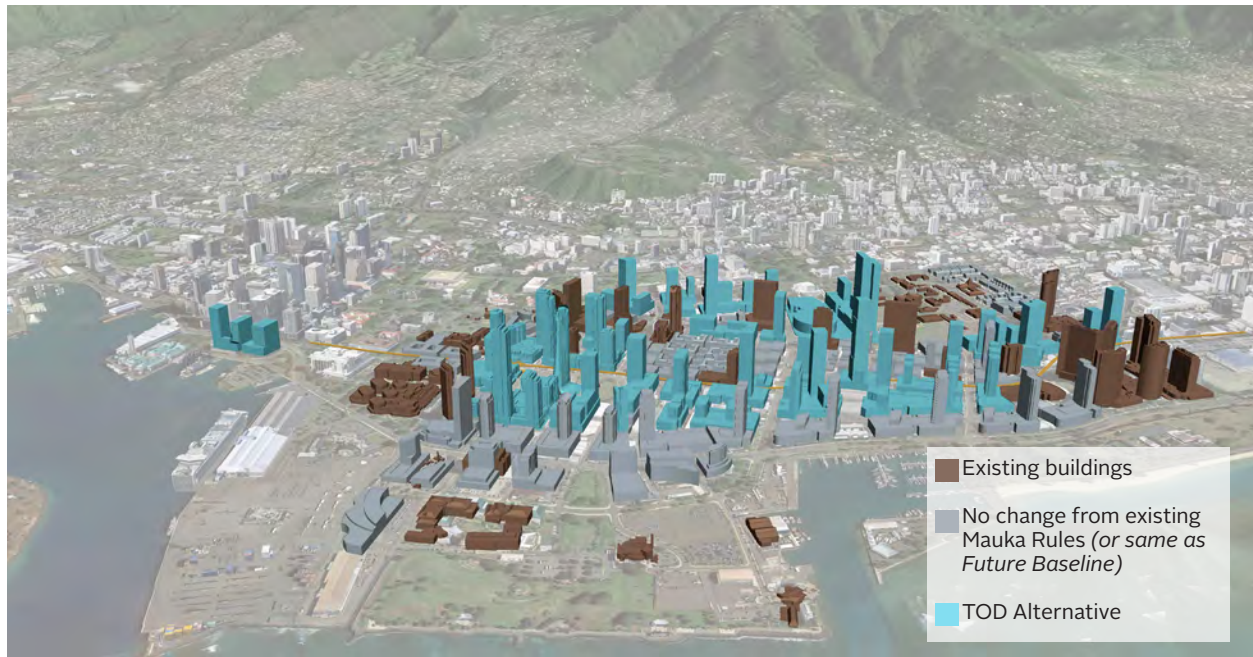 Existing buildings
No change from existing
Mauka Rules (or same as
Future Baseline)
TOD Alternative